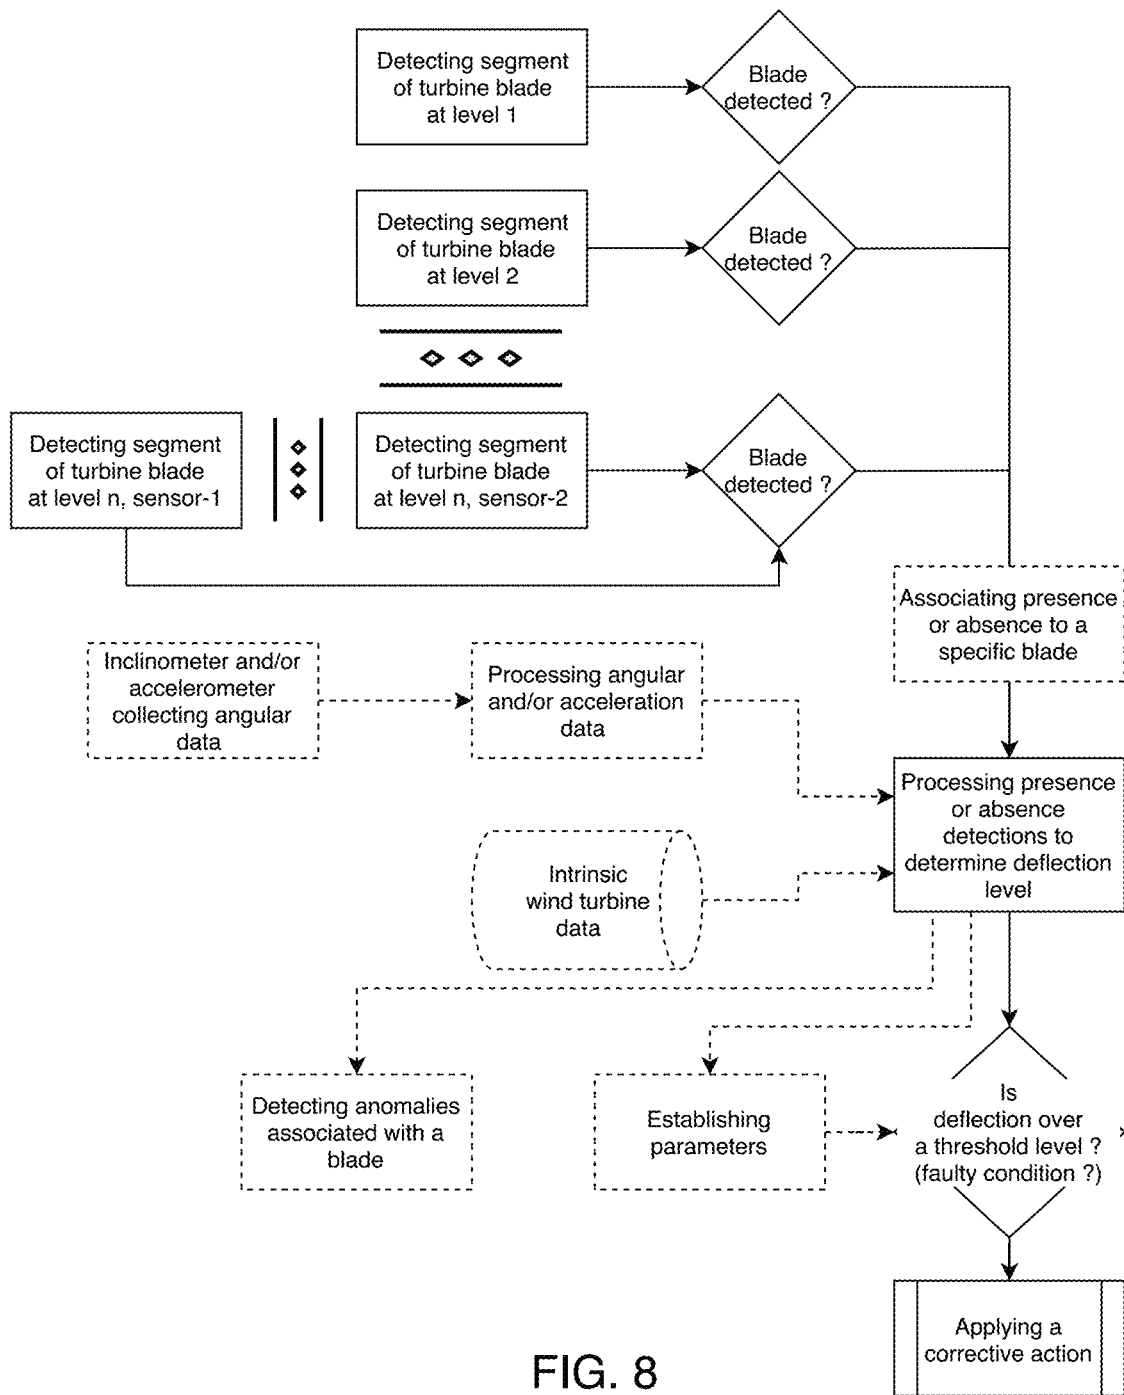 Detecting segment
of turbine blade
at level 1
Blade
detected ?
Detecting segment
of turbine blade
at level 2
Blade
detected ?
Detecting segment
of turbine blade
at level n, sensor-1
Detecting segment
of turbine blade
at level n, sensor-2
Blade
detected ?
Associating presence
or absence to a
specific blade
Inclinometer and/or
accelerometer
collecting angular
data
Processing angular
and/or acceleration
data
Processing presence
or absence
detections to
determine deflection
level
Intrinsic
wind turbine
data
Detecting anomalies
associated with a
blade
Establishing
parameters
Is
deflection over
a threshold level ?
(faulty condition ?)
Applying a
corrective action
FIG. 8